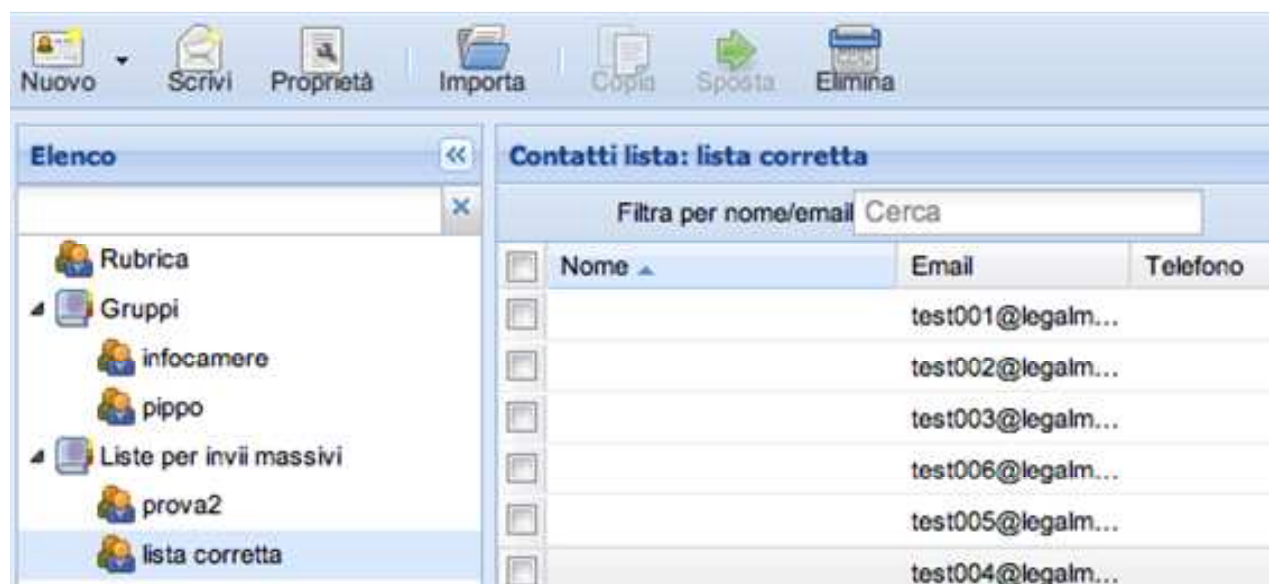 Nuovo Scrivi Proprietà Importa Copia Sposta Elimina
Elenco
Rubrica
Gruppi
infocamere
pippo
Liste per invii massivi
prova2
lista corretta
Contatti lista: lista corretta
Filtra per nome/email Cerca
Nome Email Telefono
test001@legalm...
test002@legalm...
test003@legalm...
test006@legalm...
test005@legalm...
test004@legalm...